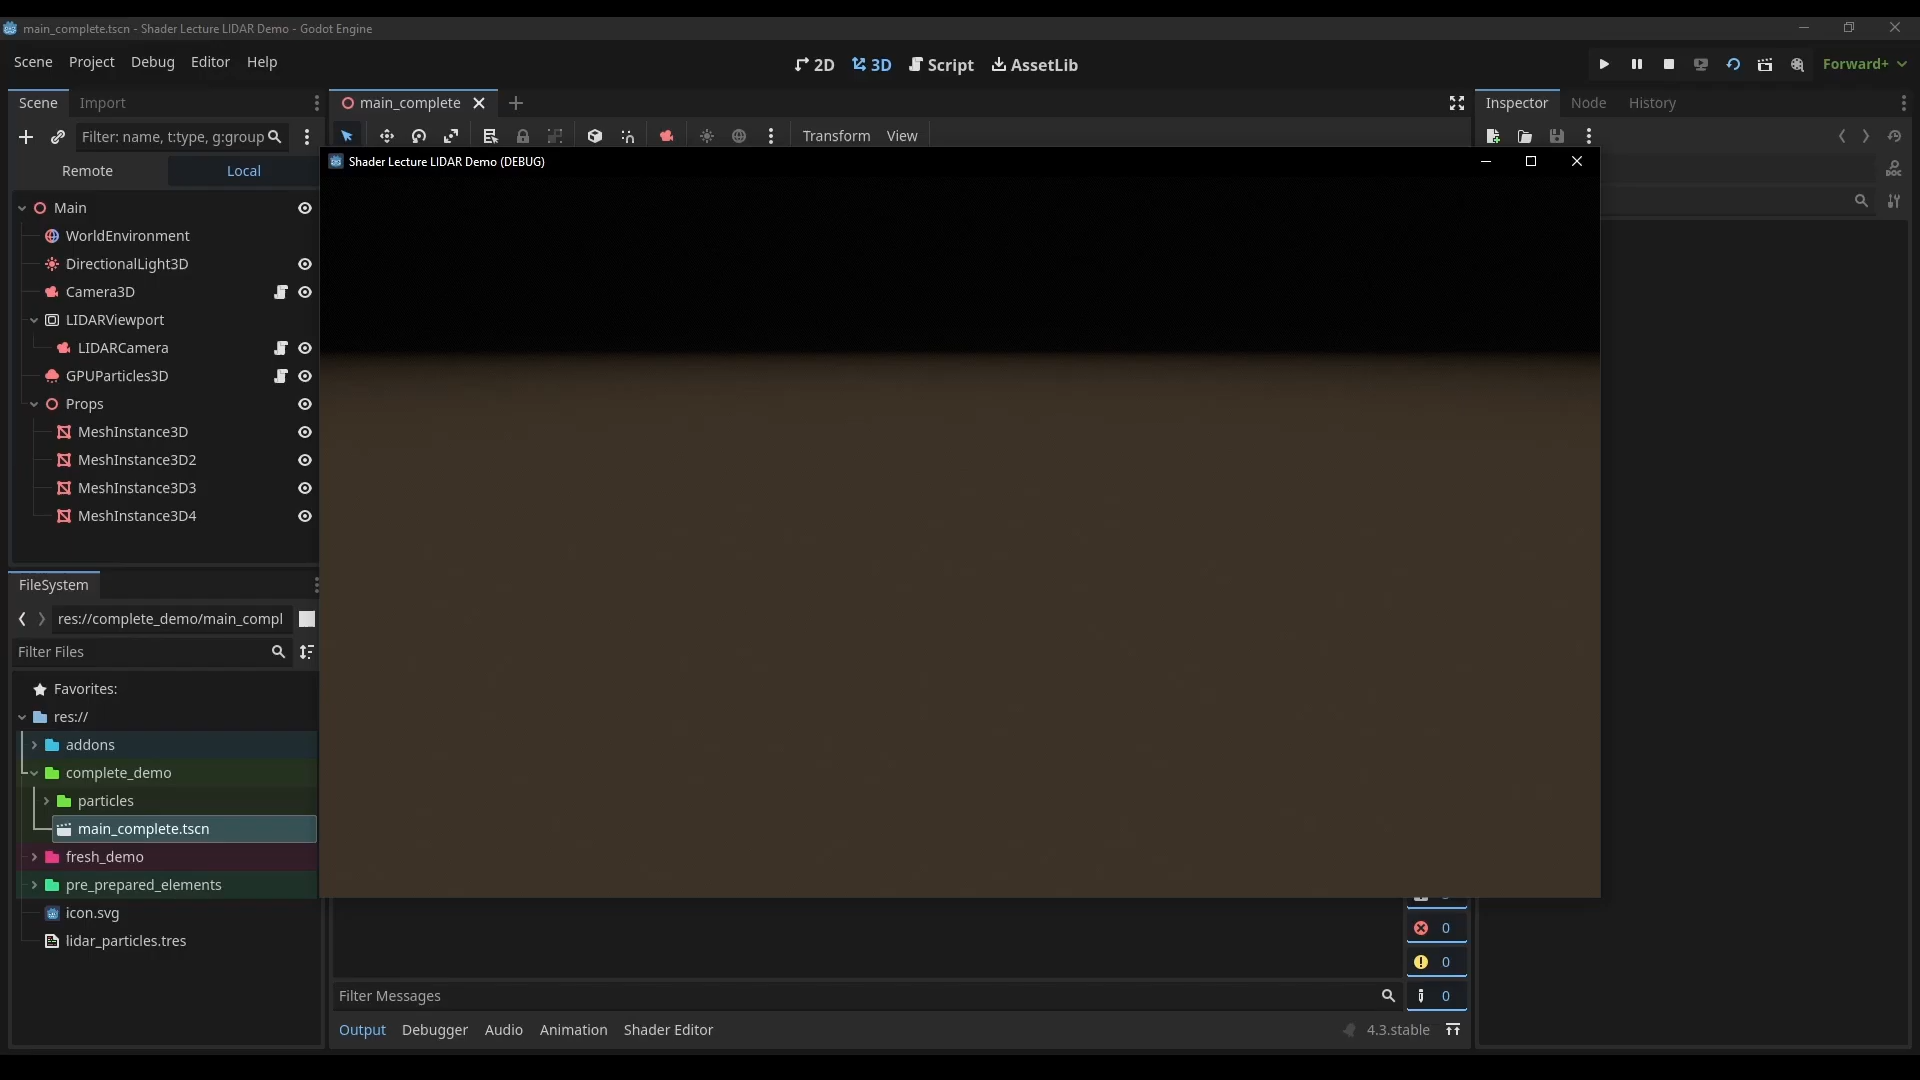 main_complete.tscn - Shader Lecture LIDAR Demo - Godot Engine
Scene Project Debug Editor Help
2D 3D Script AssetLib
Forward+
Scene Import
main_complete
Inspector Node History
Filter: name, t:type, g:group
Transform View
Remote Local
Shader Lecture LIDAR Demo (DEBUG)
DOC
Main
WorldEnvironment
DirectionalLight3D
Camera3D
LIDARViewport
LIDARCamera
GPUParticles3D
Props
MeshInstance3D
MeshInstance3D2
MeshInstance3D3
MeshInstance3D4
FileSystem
res://complete_demo/main_compl
Filter Files
Favorites:
res://
addons
complete_demo
particles
main_complete.tscn
fresh_demo
pre_prepared_elements
icon.svg
lidar_particles.tres
0
0
Filter Messages
0
Output Debugger Audio Animation Shader Editor
4.3.stable